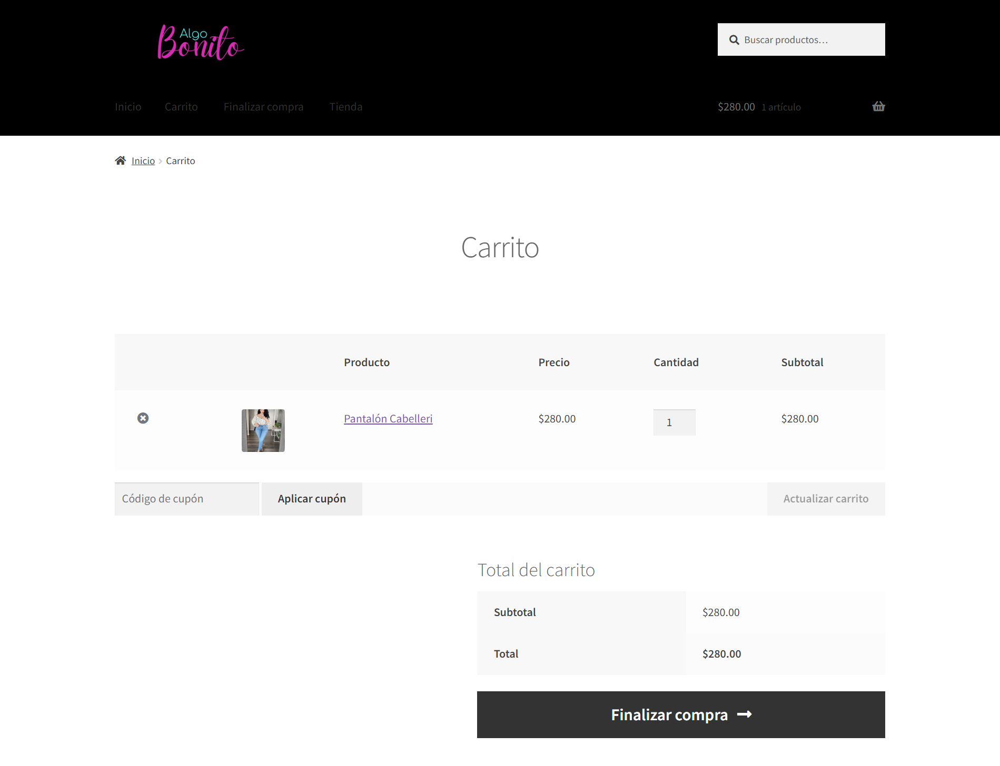 Algo
Bonito
Buscar productos…
Inicio Carrito Finalizar compra Tienda $280.00 1 artículo
Inicio Carrito
Carrito
Producto Precio Cantidad Subtotal
Pantalón Cabelleri $280.00 1 $280.00
Código de cupón Aplicar cupón Actualizar carrito
Total del carrito
Subtotal $280.00
Total $280.00
Finalizar compra